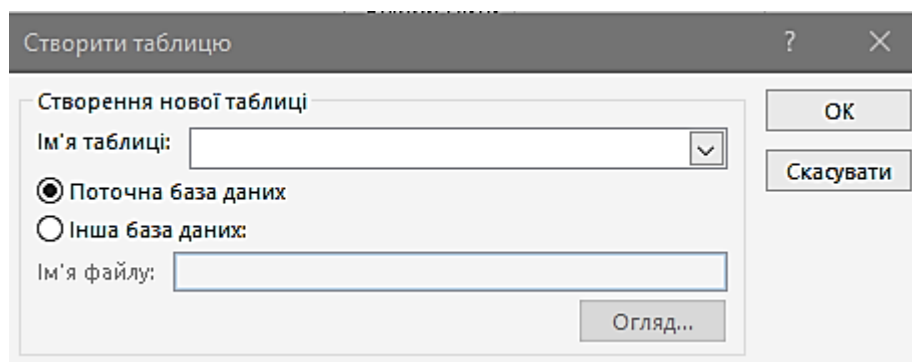 Створити таблицю ?
Створення нової таблиці
OK
Ім'я таблиці:
Скасувати
Поточна база даних
Інша база даних:
Ім'я файлу:
Огляд...